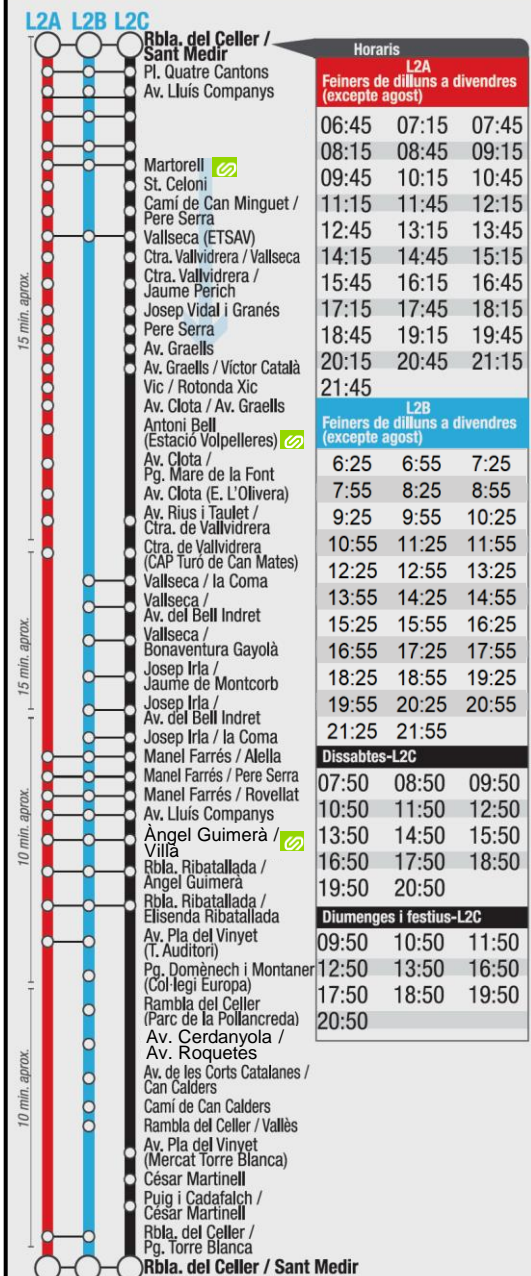 L2A L2B L2C
Rbla. del Celler /
Sant Medir
Pl. Quatre Cantons
Av. Lluís Companys
Martorell
St. Celoni
Camí de Can Minguet /
Pere Serra
Vallseca (ETSAV)
Ctra. Vallvidrera / Vallseca
Ctra. Vallvidrera /
Jaume Perich
Josep Vidal i Granés
Pere Serra
Av. Graells
Av. Graells / Víctor Català
Vic / Rotonda Xic
Av. Clota / Av. Graells
Antoni Bell
(Estació Volpelleres)
Av. Clota /
Pg. Mare de la Font
Av. Clota (E. L'Olivera)
Av. Rius i Taulet /
Ctra. de Vallvidrera
Ctra. de Vallvidrera
(CAP Turó de Can Mates)
Vallseca / la Coma
Vallseca /
Av. del Bell Indret
Vallseca /
Bonaventura Gayolà
Josep Irla /
Jaume de Montcorb
Josep Irla /
Av. del Bell Indret
Josep Irla / la Coma
Manel Farrés / Alella
Manel Farrés / Pere Serra
Manel Farrés / Rovellat
Av. Lluís Companys
Àngel Guimerà /
Villà
Rbla. Ribatallada /
Àngel Guimerà
Rbla. Ribatallada /
Elisenda Ribatallada
Av. Pla del Vinyet
(T. Auditori)
Pg. Domènech i Montaner
(Col·legi Europa)
Rambla del Celler
(Parc de la Pollancreda)
Av. Cerdanyola /
Av. Roquetes
Av. de les Corts Catalanes /
Can Calders
Camí de Can Calders
Rambla del Celler / Vallès
Av. Pla del Vinyet
(Mercat Torre Blanca)
César Martinell
Puig i Cadafalch /
César Martinell
Rbla. del Celler /
Pg. Torre Blanca
Rbla. del Celler / Sant Medir
15 min. aprox.
15 min. aprox.
10 min. aprox.
10 min. aprox.
Horaris
L2A
Feiners de dilluns a divendres
(excepte agost)
06:45 07:15 07:45
08:15 08:45 09:15
09:45 10:15 10:45
11:15 11:45 12:15
12:45 13:15 13:45
14:15 14:45 15:15
15:45 16:15 16:45
17:15 17:45 18:15
18:45 19:15 19:45
20:15 20:45 21:15
21:45
L2B
Feiners de dilluns a divendres
(excepte agost)
6:25 6:55 7:25
7:55 8:25 8:55
9:25 9:55 10:25
10:55 11:25 11:55
12:25 12:55 13:25
13:55 14:25 14:55
15:25 15:55 16:25
16:55 17:25 17:55
18:25 18:55 19:25
19:55 20:25 20:55
21:25 21:55
Dissabtes-L2C
07:50 08:50 09:50
10:50 11:50 12:50
13:50 14:50 15:50
16:50 17:50 18:50
19:50 20:50
Diumenges i festius-L2C
09:50 10:50 11:50
12:50 13:50 16:50
17:50 18:50 19:50
20:50